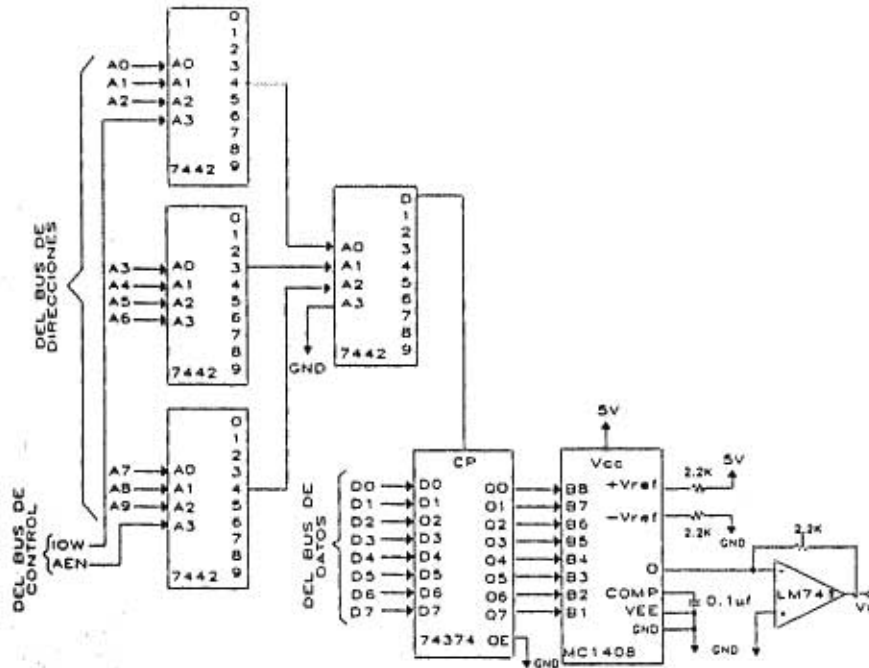 DEL BUS DE DIRECCIONES
A0 A1 A2
A0 A1 A2 A3
0 1 2 3 4 5 6 7 8 9
7442
A3 A4 A5 A6
A0 A1 A2 A3
0 1 2 3 4 5 6 7 8 9
7442
A7 A8 A9
A0 A1 A2 A3
0 1 2 3 4 5 6 7 8 9
7442
DEL BUS DE CONTROL
IOW
AEN
A0 A1 A2 A3
0 1 2 3 4 5 6 7 8 9
GND
7442
DEL BUS DE DATOS
D0 D1 D2 D3 D4 D5 D6 D7
CP
D0 D1 D2 D3 D4 D5 D6 D7
O0 O1 O2 O3 O4 O5 O6 O7
OE
74374
GND
5V
Vcc
B8 B7 B6 B5 B4 B3 B2 B1
+Vref
-Vref
O
COMP
VEE
GND
MC1408
2.2K
5V
2.2K
GND
0.1uf
GND
2.2K
LM741